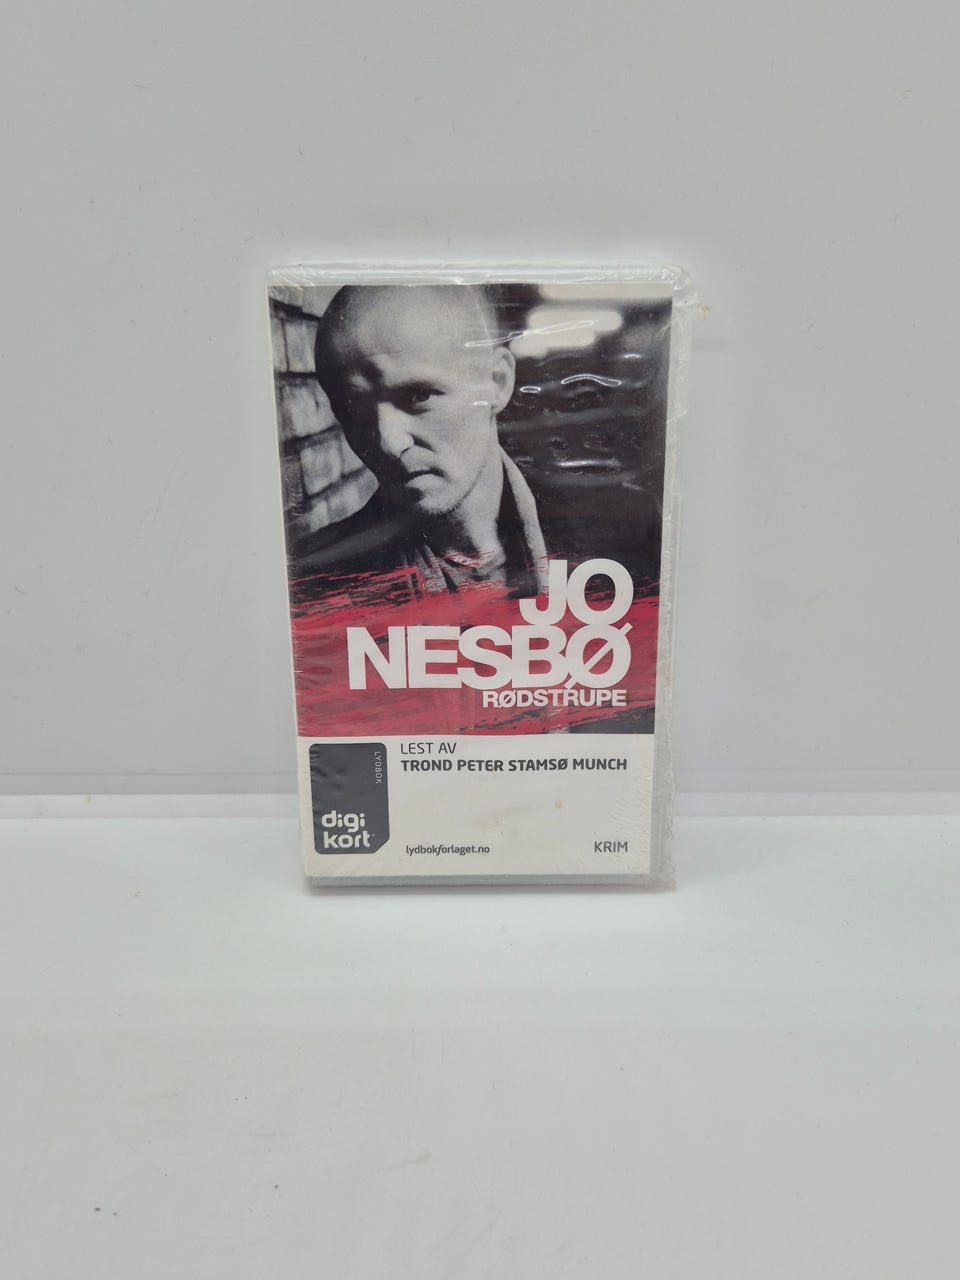 JO
NESBØ
RØDSTRUPE
LEST AV
TROND PETER STAMSØ MUNCH
LYDBOK
digi
kort
lydbokforlaget.no
KRIM